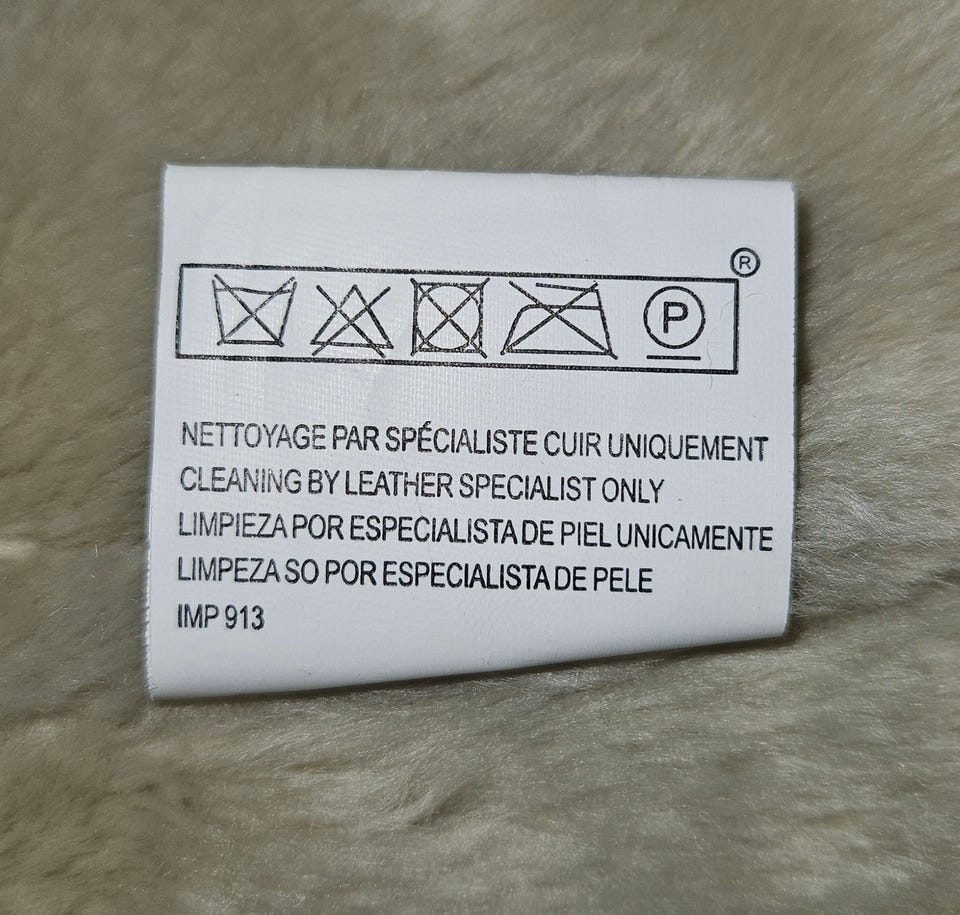 ®
P
NETTOYAGE PAR SPÉCIALISTE CUIR UNIQUEMENT
CLEANING BY LEATHER SPECIALIST ONLY
LIMPIEZA POR ESPECIALISTA DE PIEL UNICAMENTE
LIMPEZA SO POR ESPECIALISTA DE PELE
IMP 913